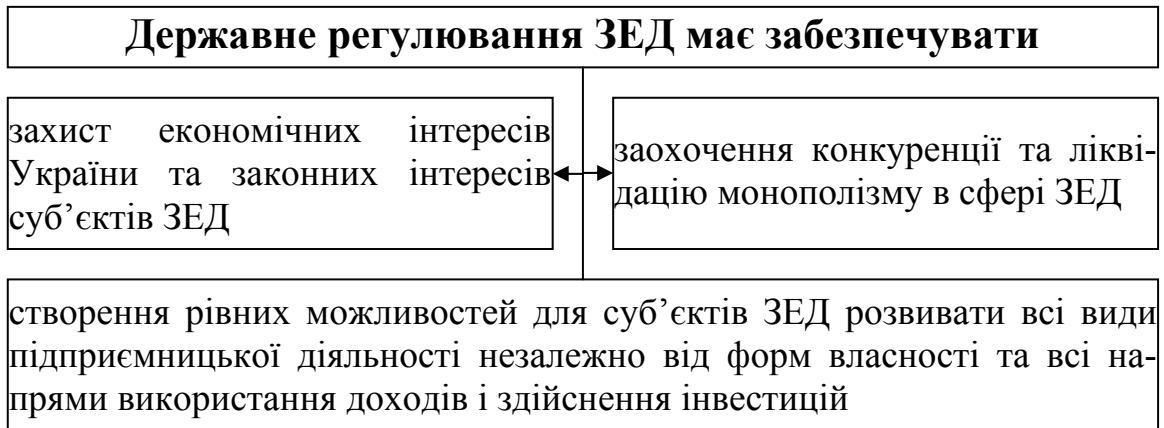 Державне регулювання ЗЕД має забезпечувати
захист економічних інтересів
України та законних інтересів
суб’єктів ЗЕД
заохочення конкуренції та лікві-
дацію монополізму в сфері ЗЕД
створення рівних можливостей для суб’єктів ЗЕД розвивати всі види
підприємницької діяльності незалежно від форм власності та всі на-
прями використання доходів і здійснення інвестицій